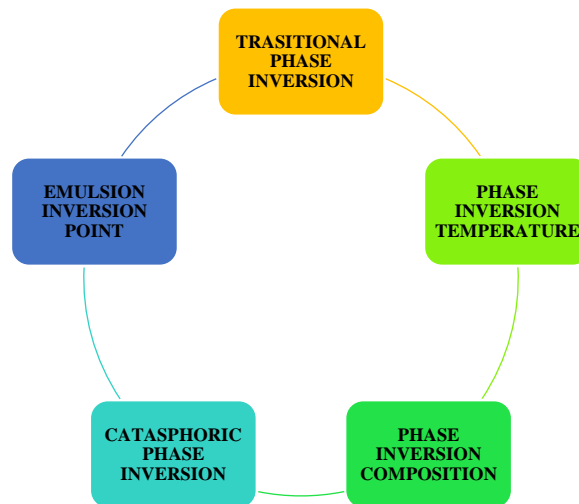 TRASITIONAL
PHASE
INVERSION
PHASE
INVERSION
TEMPERATURE
PHASE
INVERSION
COMPOSITION
CATASPHORIC
PHASE
INVERSION
EMULSION
INVERSION
POINT